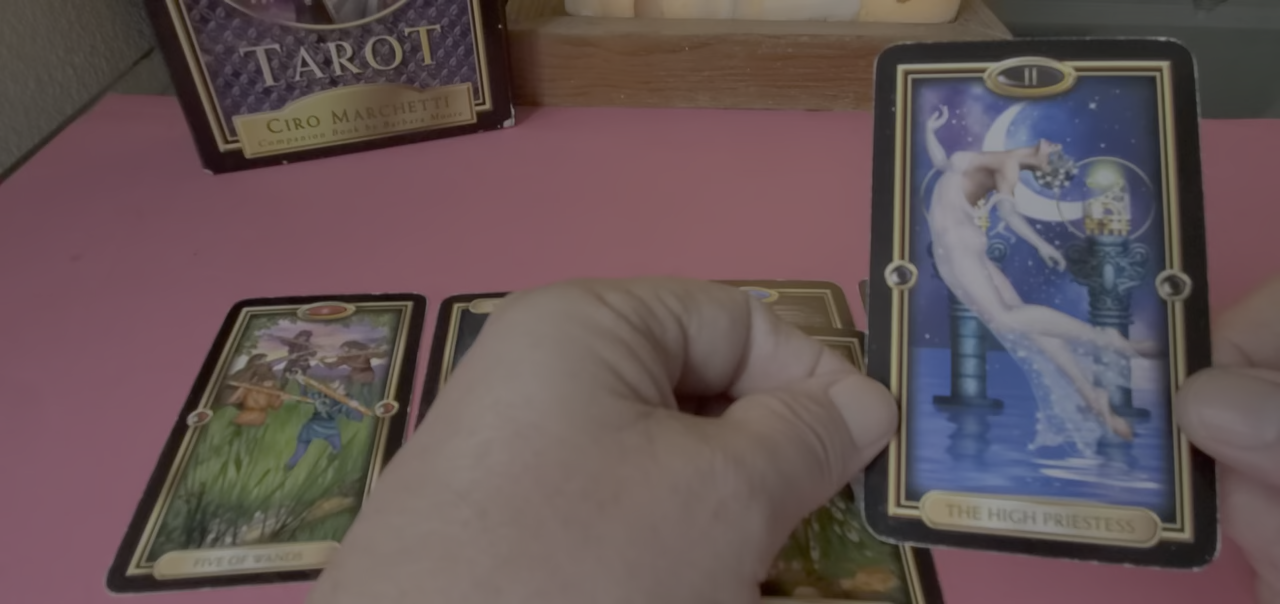 TAROT
CIRO MARCHETTI
Companion Book by Barbara Moore
II
THE HIGH PRIESTESS
FIVE OF WANDS